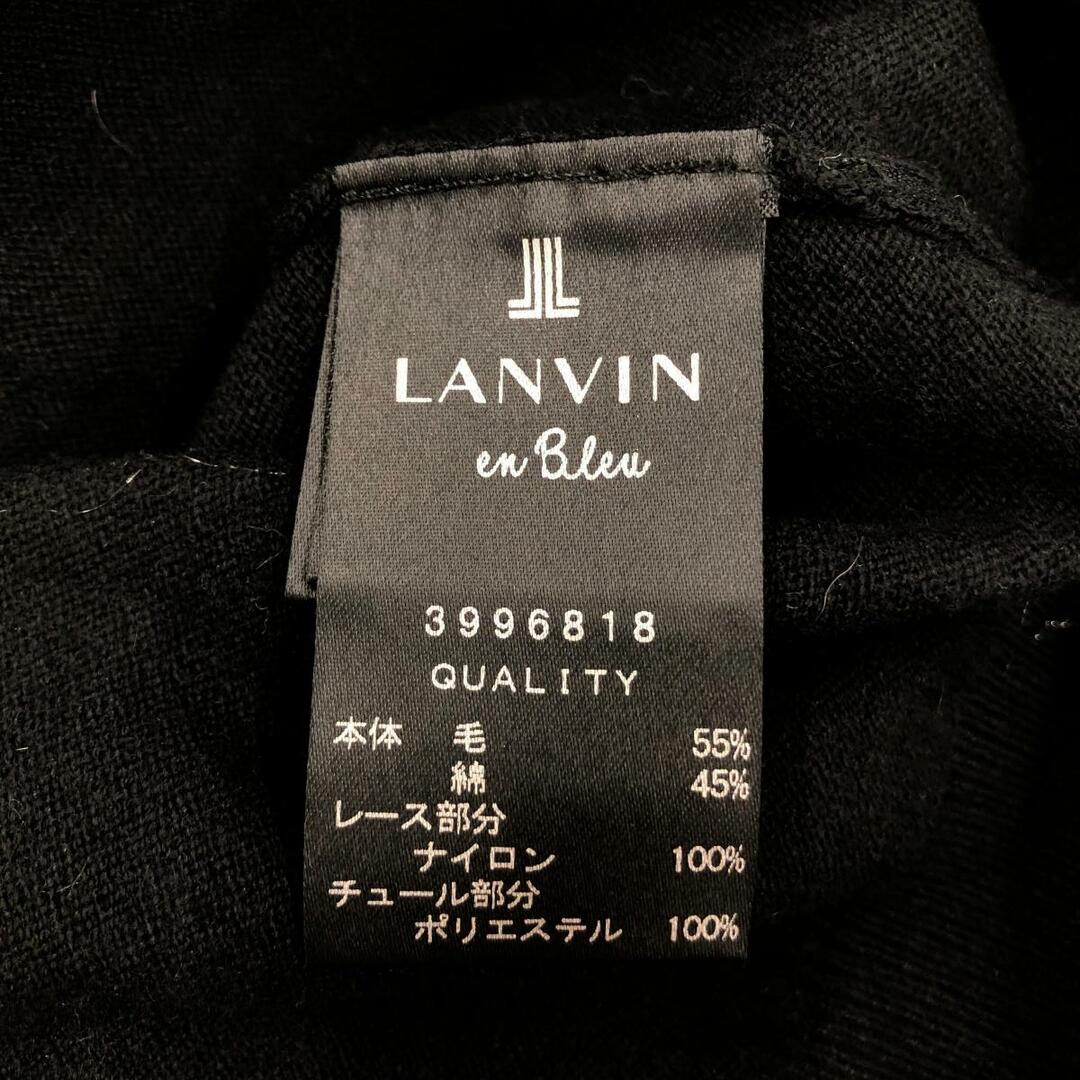 LANVIN
en Bleu
3996818
QUALITY
本体 毛 55%
綿 45%
レース部分
ナイロン 100%
チュール部分
ポリエステル 100%